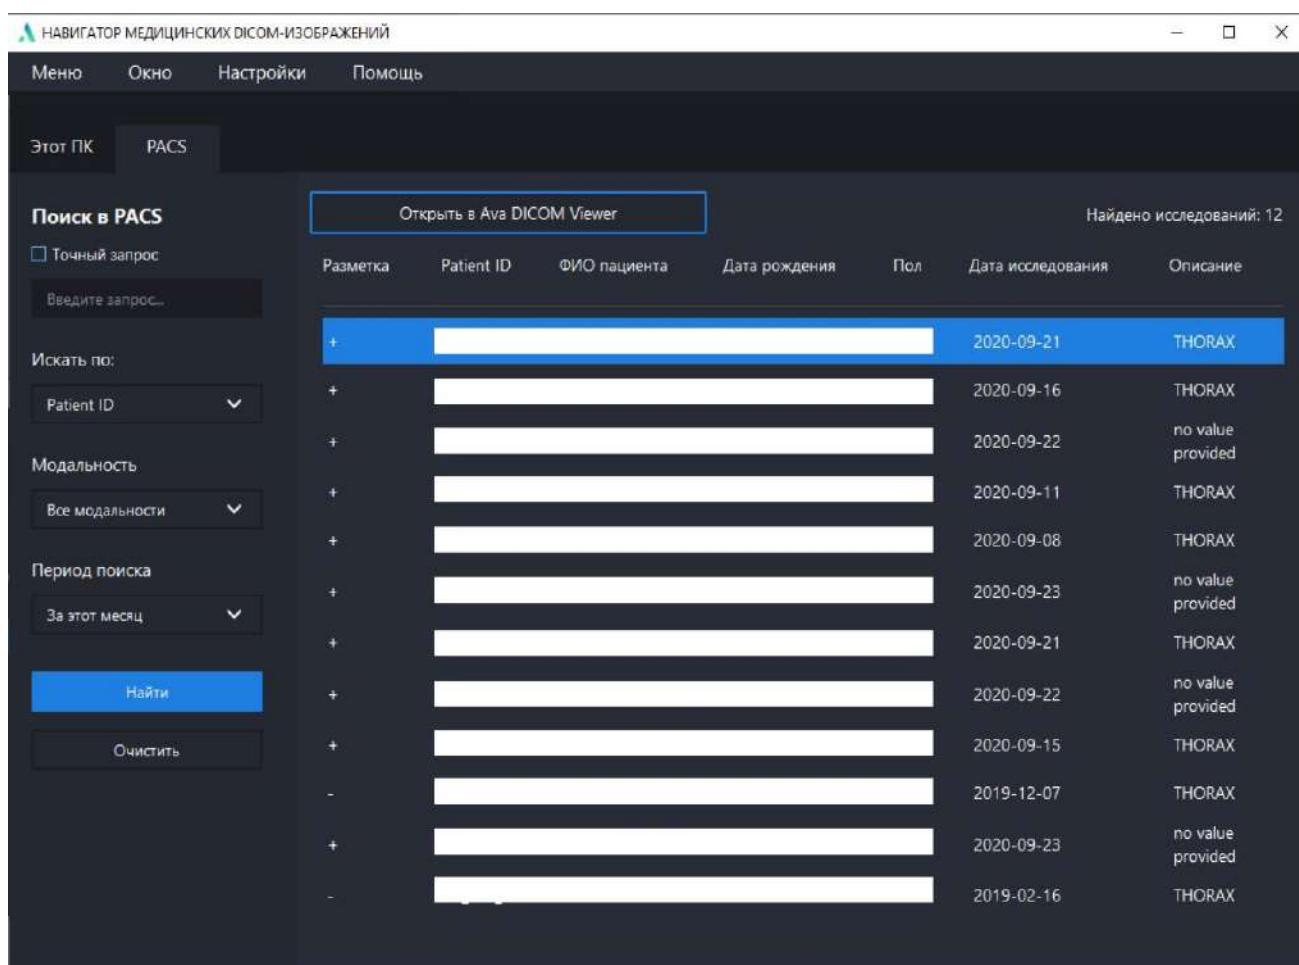 НАВИГАТОР МЕДИЦИНСКИХ DICOM-ИЗОБРАЖЕНИЙ
Меню Окно Настройки Помощь
Этот ПК PACS
Поиск в PACS
Точный запрос
Введите запрос...
Искать по:
Patient ID
Модальность
Все модальности
Период поиска
За этот месяц
Найти
Очистить
Открыть в Ava DICOM Viewer
Найдено исследований: 12
Разметка Patient ID ФИО пациента Дата рождения Пол Дата исследования Описание
+ 2020-09-21 THORAX
+ 2020-09-16 THORAX
+ 2020-09-22 no value
provided
+ 2020-09-11 THORAX
+ 2020-09-08 THORAX
+ 2020-09-23 no value
provided
+ 2020-09-21 THORAX
+ 2020-09-22 no value
provided
+ 2020-09-15 THORAX
- 2019-12-07 THORAX
+ 2020-09-23 no value
provided
- 2019-02-16 THORAX